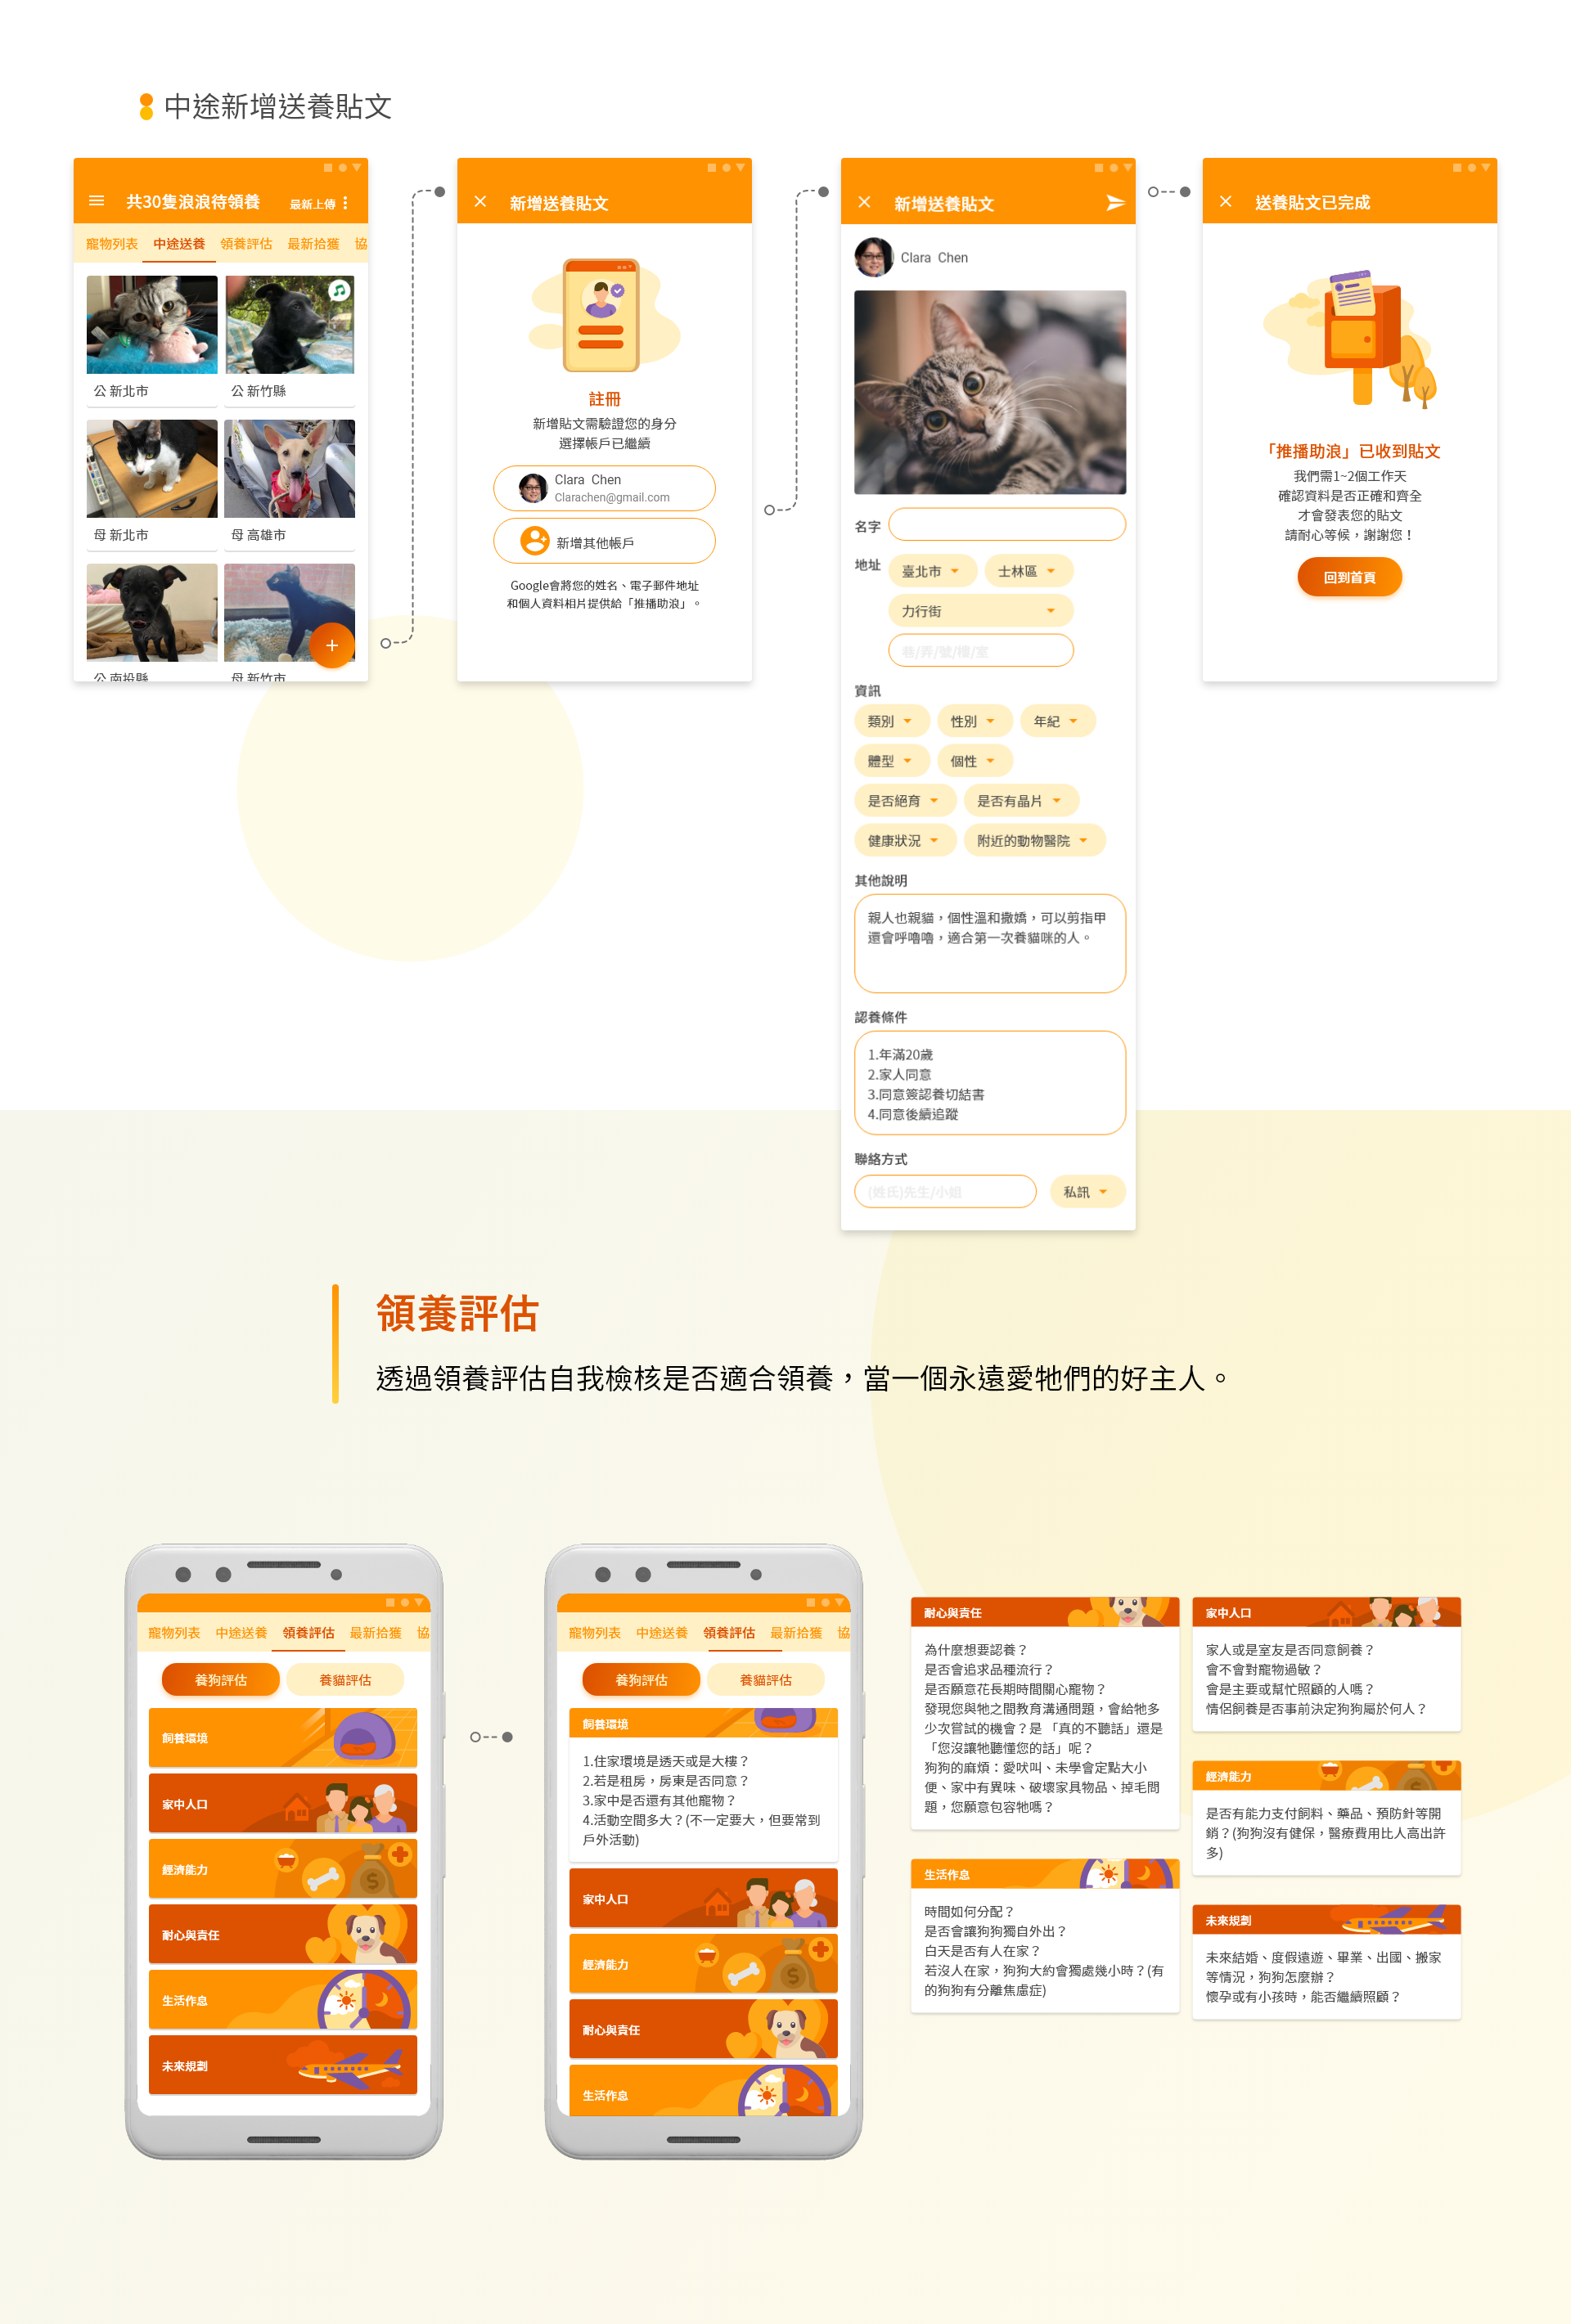 中途新增送養貼文
共30隻浪浪待領養 最新上傳
寵物列表 中途送養 領養評估 最新拾獲 協
公 新北市
公 新竹縣
母 新北市
母 高雄市
公 南投縣
母 新竹市
新增送養貼文
註冊
新增貼文需驗證您的身分
選擇帳戶已繼續
Clara Chen
Clarachen@gmail.com
新增其他帳戶
Google會將您的姓名、電子郵件地址
和個人資料相片提供給「推播助浪」。
新增送養貼文
Clara Chen
名字
地址
臺北市 士林區
力行街
巷/弄/號/樓/室
資訊
類別 性別 年紀
體型 個性
是否絕育 是否有晶片
健康狀況 附近的動物醫院
其他說明
親人也親貓，個性溫和撒嬌，可以剪指甲
還會呼嚕嚕，適合第一次養貓咪的人。
認養條件
1.年滿20歲
2.家人同意
3.同意簽認養切結書
4.同意後續追蹤
聯絡方式
(姓氏)先生/小姐 私訊
送養貼文已完成
「推播助浪」已收到貼文
我們需1~2個工作天
確認資料是否正確和齊全
才會發表您的貼文
請耐心等候，謝謝您！
回到首頁
領養評估
透過領養評估自我檢核是否適合領養，當一個永遠愛牠們的好主人。
寵物列表 中途送養 領養評估 最新拾獲 協
養狗評估 養貓評估
飼養環境
家中人口
經濟能力
耐心與責任
生活作息
未來規劃
寵物列表 中途送養 領養評估 最新拾獲 協
養狗評估 養貓評估
飼養環境
1.住家環境是透天或是大樓？
2.若是租房，房東是否同意？
3.家中是否還有其他寵物？
4.活動空間多大？(不一定要大，但要常到
戶外活動)
家中人口
經濟能力
耐心與責任
生活作息
耐心與責任
為什麼想要認養？
是否會追求品種流行？
是否願意花長期時間關心寵物？
發現您與牠之間教育溝通問題，會給牠多
少次嘗試的機會？是 「真的不聽話」還是
「您沒讓牠聽懂您的話」呢？
狗狗的麻煩：愛吠叫、未學會定點大小
便、家中有異味、破壞家具物品、掉毛問
題，您願意包容牠嗎？
生活作息
時間如何分配？
是否會讓狗狗獨自外出？
白天是否有人在家？
若沒人在家，狗狗大約會獨處幾小時？(有
的狗狗有分離焦慮症)
家中人口
家人或是室友是否同意飼養？
會不會對寵物過敏？
會是主要或幫忙照顧的人嗎？
情侶飼養是否事前決定狗狗屬於何人？
經濟能力
是否有能力支付飼料、藥品、預防針等開
銷？(狗狗沒有健保，醫療費用比人高出許
多)
未來規劃
未來結婚、度假遠遊、畢業、出國、搬家
等情況，狗狗怎麼辦？
懷孕或有小孩時，能否繼續照顧？